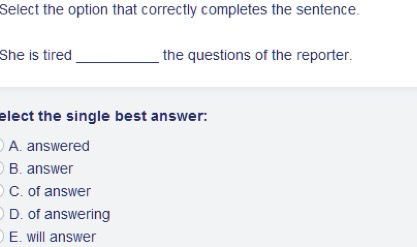 Select the option that correctly completes the sentence.
She is tired __________ the questions of the reporter.
elect the single best answer:
A. answered
B. answer
C. of answer
D. of answering
E. will answer